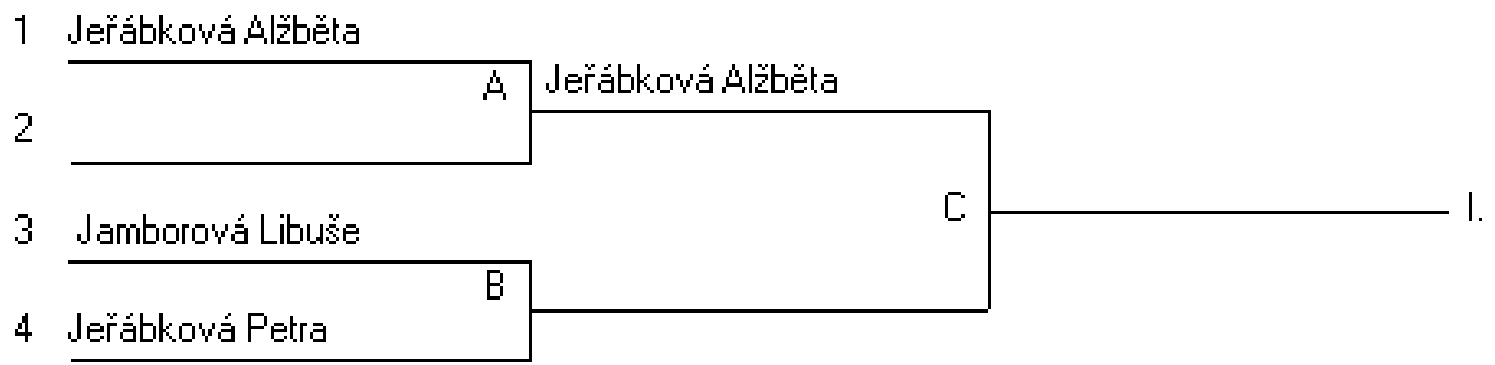 1 Jeřábková Alžběta
A Jeřábková Alžběta
2
C I.
3 Jamborová Libuše
B
4 Jeřábková Petra